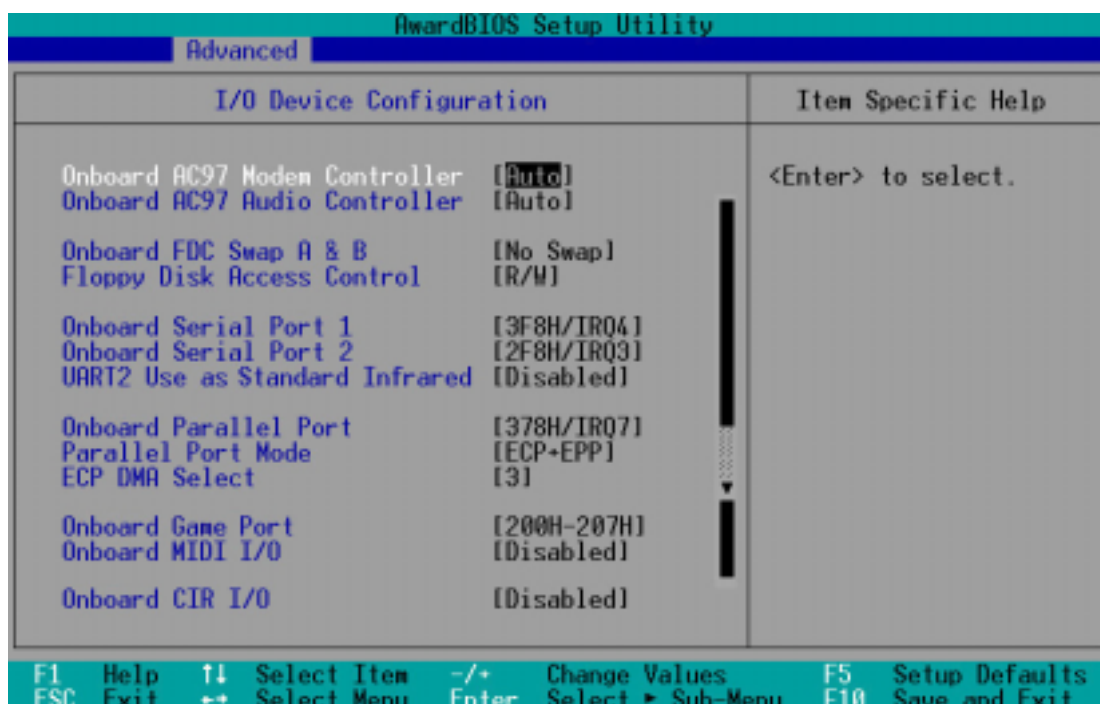 AwardBIOS Setup Utility
Advanced
I/O Device Configuration
Item Specific Help
Onboard AC97 Modem Controller [Auto]
<Enter> to select.
Onboard AC97 Audio Controller [Auto]
Onboard FDC Swap A & B [No Swap]
Floppy Disk Access Control [R/W]
Onboard Serial Port 1 [3F8H/IRQ4]
Onboard Serial Port 2 [2F8H/IRQ3]
UART2 Use as Standard Infrared [Disabled]
Onboard Parallel Port [378H/IRQ7]
Parallel Port Mode [ECP+EPP]
ECP DMA Select [3]
Onboard Game Port [200H-207H]
Onboard MIDI I/O [Disabled]
Onboard CIR I/O [Disabled]
F1 Help ↑↓ Select Item -/+ Change Values F5 Setup Defaults
ESC Exit ←→ Select Menu Enter Select ► Sub-Menu F10 Save and Exit